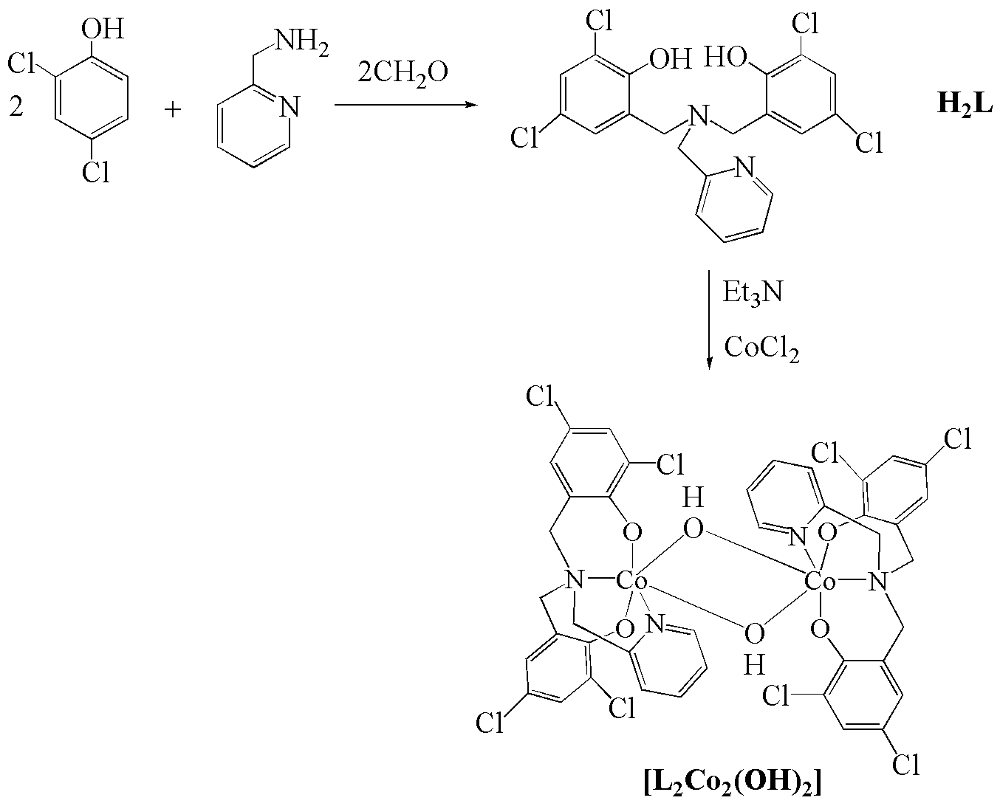 OH
Cl
2
Cl
+
NH2
N
2CH2O
Cl
OH
HO
Cl
Cl
N
Cl
N
H2L
Et3N
CoCl2
Cl
Cl
H
O
O
N
Co
O
N
Cl
Cl
Cl
Cl
N
O
Co
N
O
O
H
Cl
Cl
[L2Co2(OH)2]